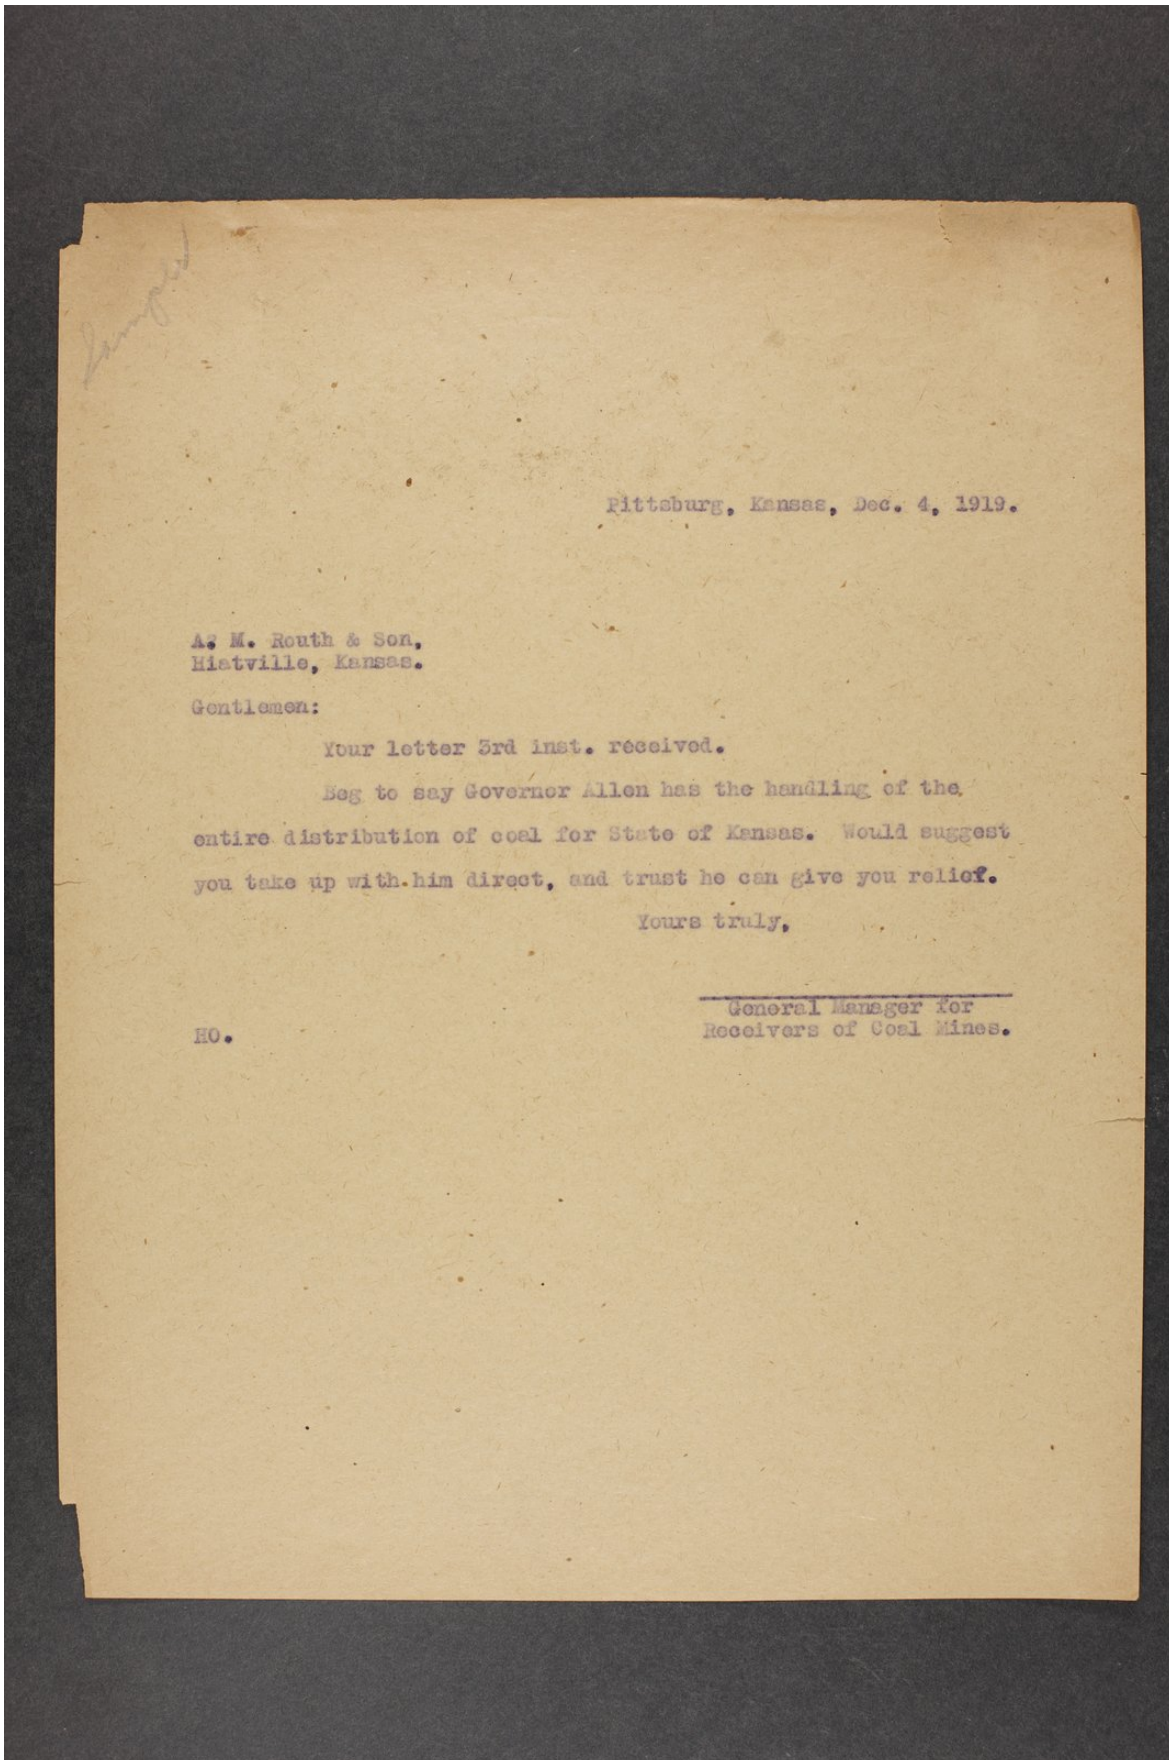 Sample
Pittsburg, Kansas, Dec. 4, 1919.
A. M. Routh & Son,
Hiatville, Kansas.
Gentlemen:
Your letter 3rd inst. received.
Beg to say Governor Allen has the handling of the
entire distribution of coal for State of Kansas. Would suggest
you take up with him direct, and trust he can give you relief.
Yours truly,
General Manager for
Receivers of Coal Mines.
HO.